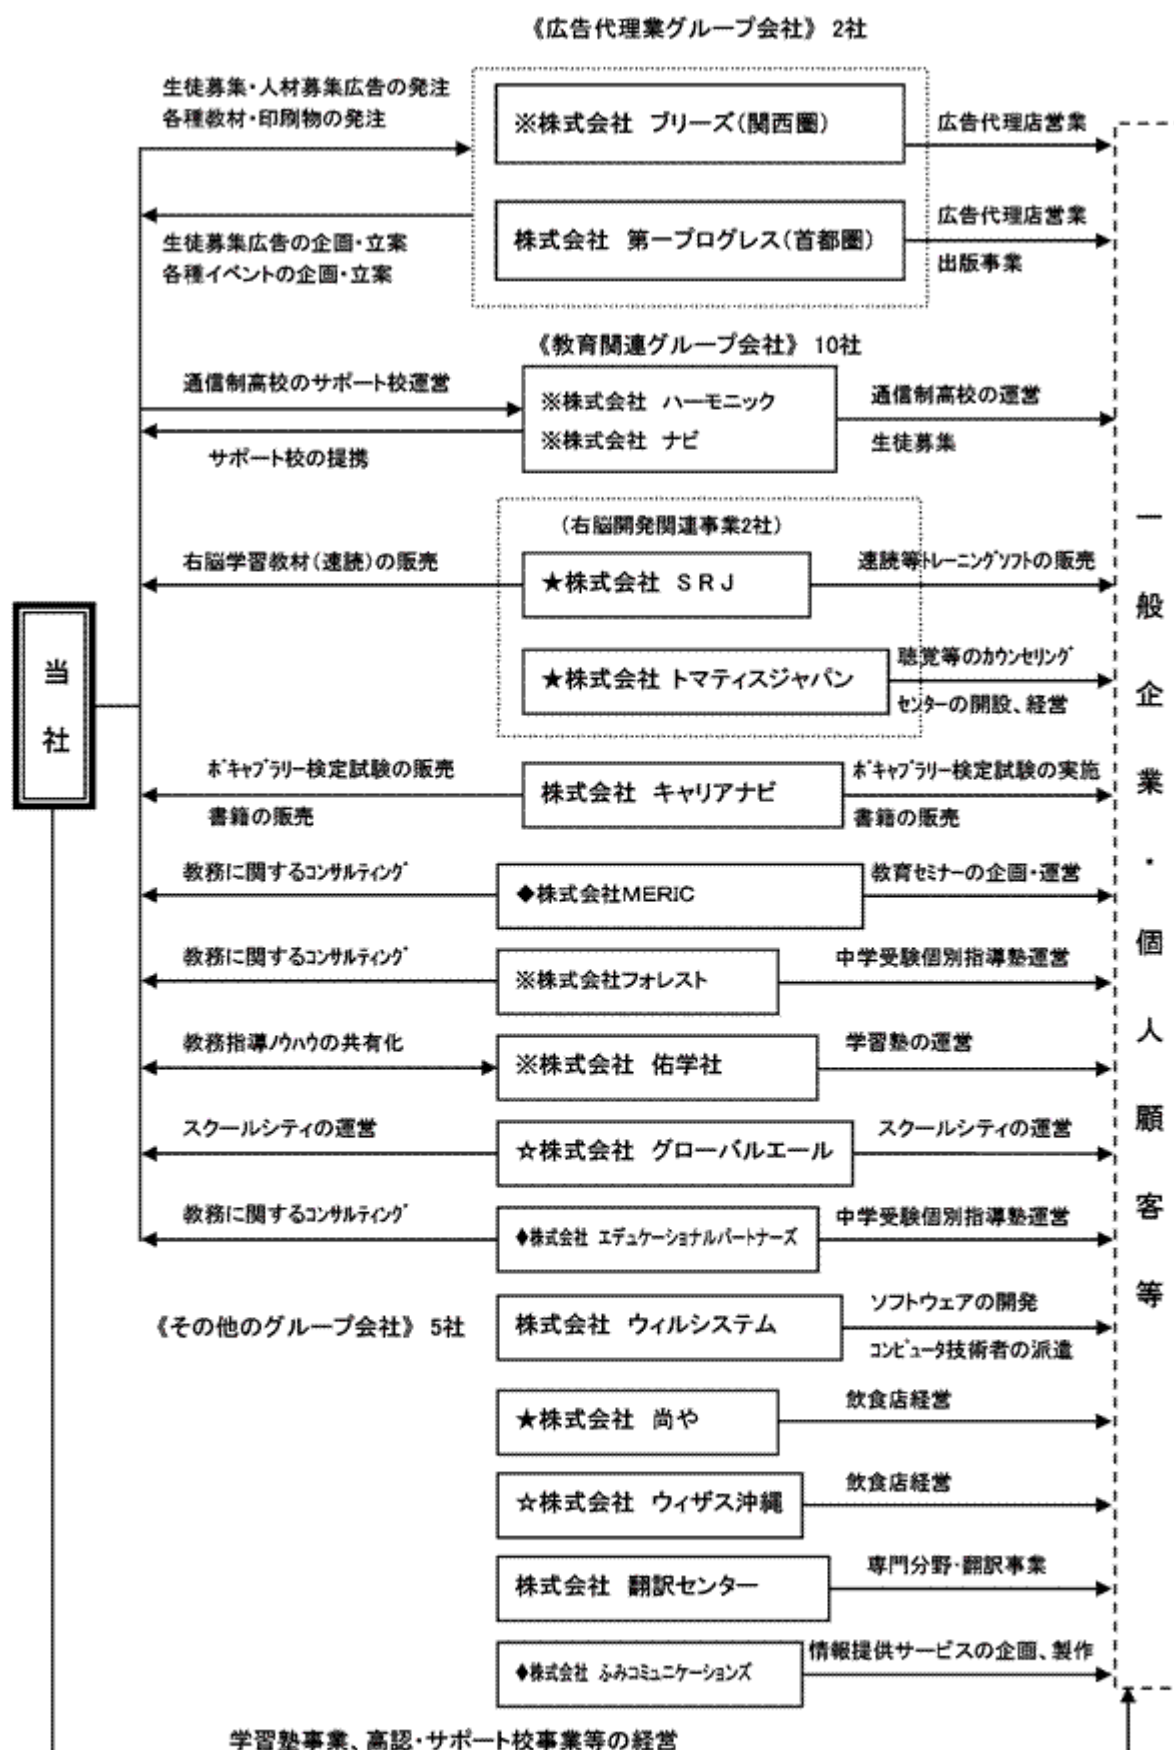 《広告代理業グループ会社》 2社
生徒募集・人材募集広告の発注
各種教材・印刷物の発注
※株式会社 ブリーズ(関西圏)
広告代理店営業
株式会社 第一プログレス(首都圏)
広告代理店営業
出版事業
生徒募集広告の企画・立案
各種イベントの企画・立案
《教育関連グループ会社》 10社
通信制高校のサポート校運営
※株式会社 ハーモニック
※株式会社 ナビ
通信制高校の運営
生徒募集
サポート校の提携
(右脳開発関連事業2社)
右脳学習教材(速読)の販売
★株式会社 SRJ
速読等トレーニングソフトの販売
★株式会社 トマティスジャパン
聴覚等のカウンセリング
センターの開設、経営
当社
一般企業・個人顧客等
ボキャブラリー検定試験の販売
書籍の販売
株式会社 キャリアナビ
ボキャブラリー検定試験の実施
書籍の販売
教務に関するコンサルティング
◆株式会社MERIC
教育セミナーの企画・運営
教務に関するコンサルティング
※株式会社フォレスト
中学受験個別指導塾運営
教務指導ノウハウの共有化
※株式会社 佑学社
学習塾の運営
スクールシティの運営
☆株式会社 グローバルエール
スクールシティの運営
教務に関するコンサルティング
◆株式会社 エデュケーショナルパートナーズ
中学受験個別指導塾運営
《その他のグループ会社》 5社
株式会社 ウィルシステム
ソフトウェアの開発
コンピュータ技術者の派遣
★株式会社 尚や
飲食店経営
☆株式会社 ウィザス沖縄
飲食店経営
株式会社 翻訳センター
専門分野・翻訳事業
◆株式会社 ふみコミュニケーションズ
情報提供サービスの企画、製作
学習塾事業、高認・サポート校事業等の経営